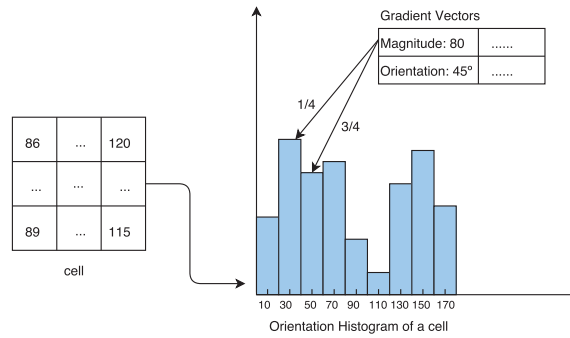 Gradient Vectors
Magnitude: 80 ......
Orientation: 45º ......
1/4
3/4
86 ... 120
... ... ...
89 ... 115
cell
10 30 50 70 90 110 130 150 170
Orientation Histogram of a cell